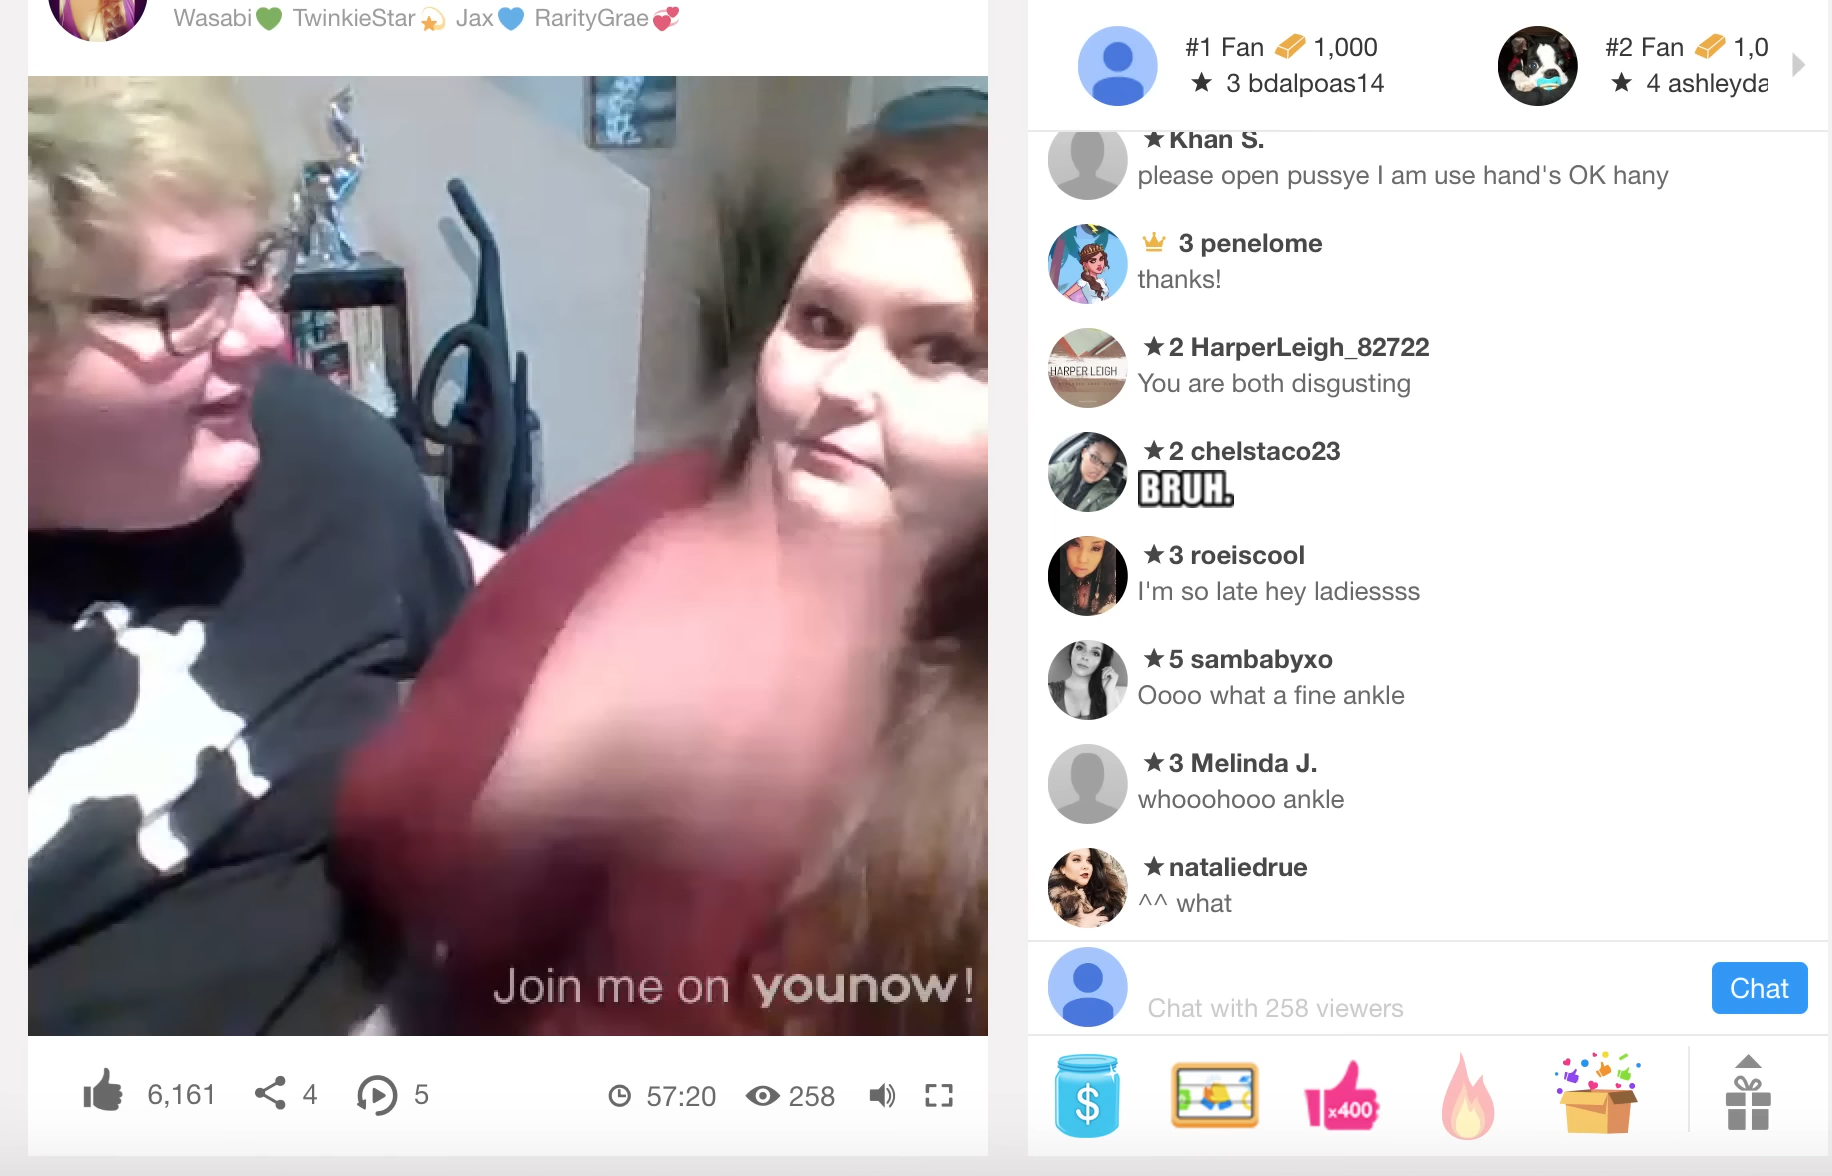 Wasabi💚 TwinkieStar💫 Jax💙 RarityGrae💞
Join me on younow!
6,161
4
5
57:20
258
#1 Fan 1,000
★ 3 bdalpoas14
#2 Fan 1,0
★ 4 ashleyda
★ Khan S.
please open pussye I am use hand's OK hany
3 penelome
thanks!
HARPER LEIGH
★ 2 HarperLeigh_82722
You are both disgusting
★ 2 chelstaco23
BRUH.
★ 3 roeiscool
I'm so late hey ladiessss
★ 5 sambabyxo
Oooo what a fine ankle
★ 3 Melinda J.
whooohooo ankle
★ nataliedrue
^^ what
Chat with 258 viewers
Chat
$
x400